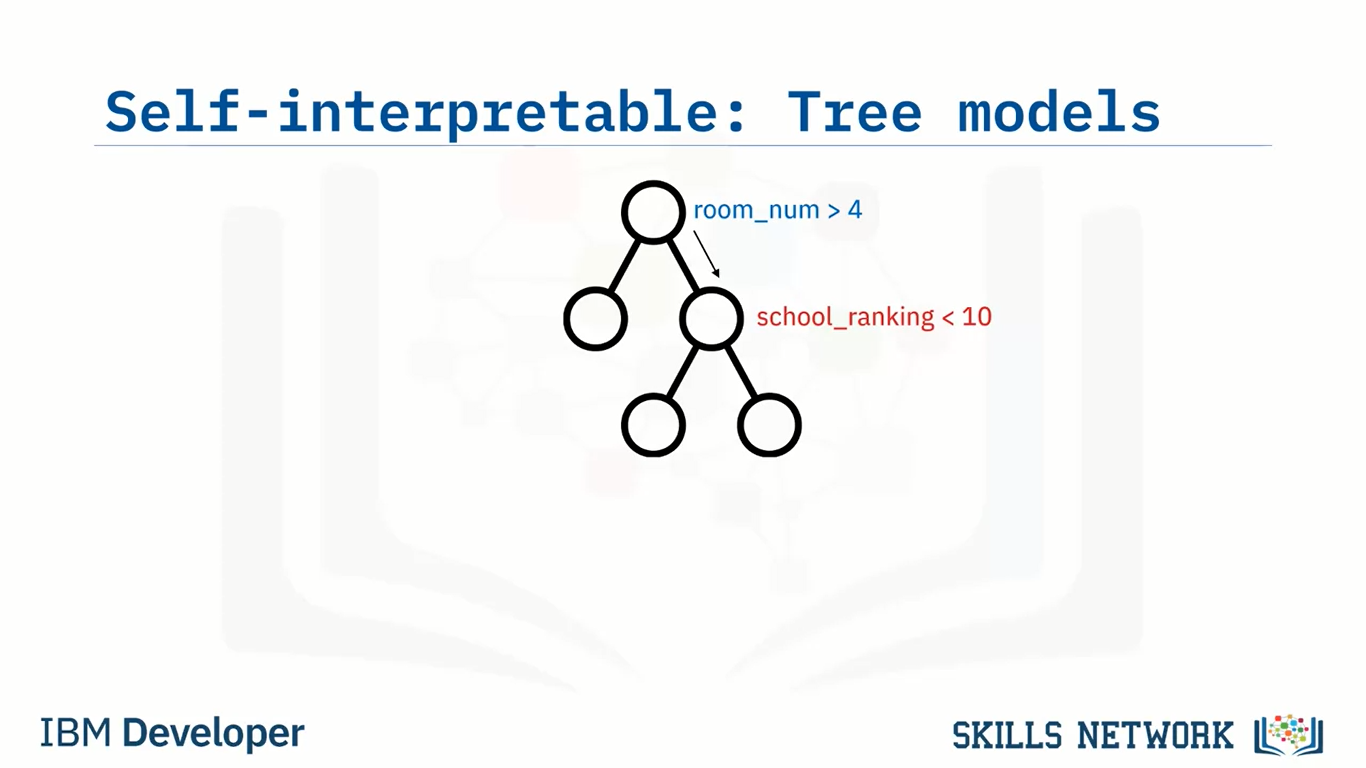 Self-interpretable: Tree models
room_num > 4
school_ranking < 10
IBM Developer
SKILLS NETWORK